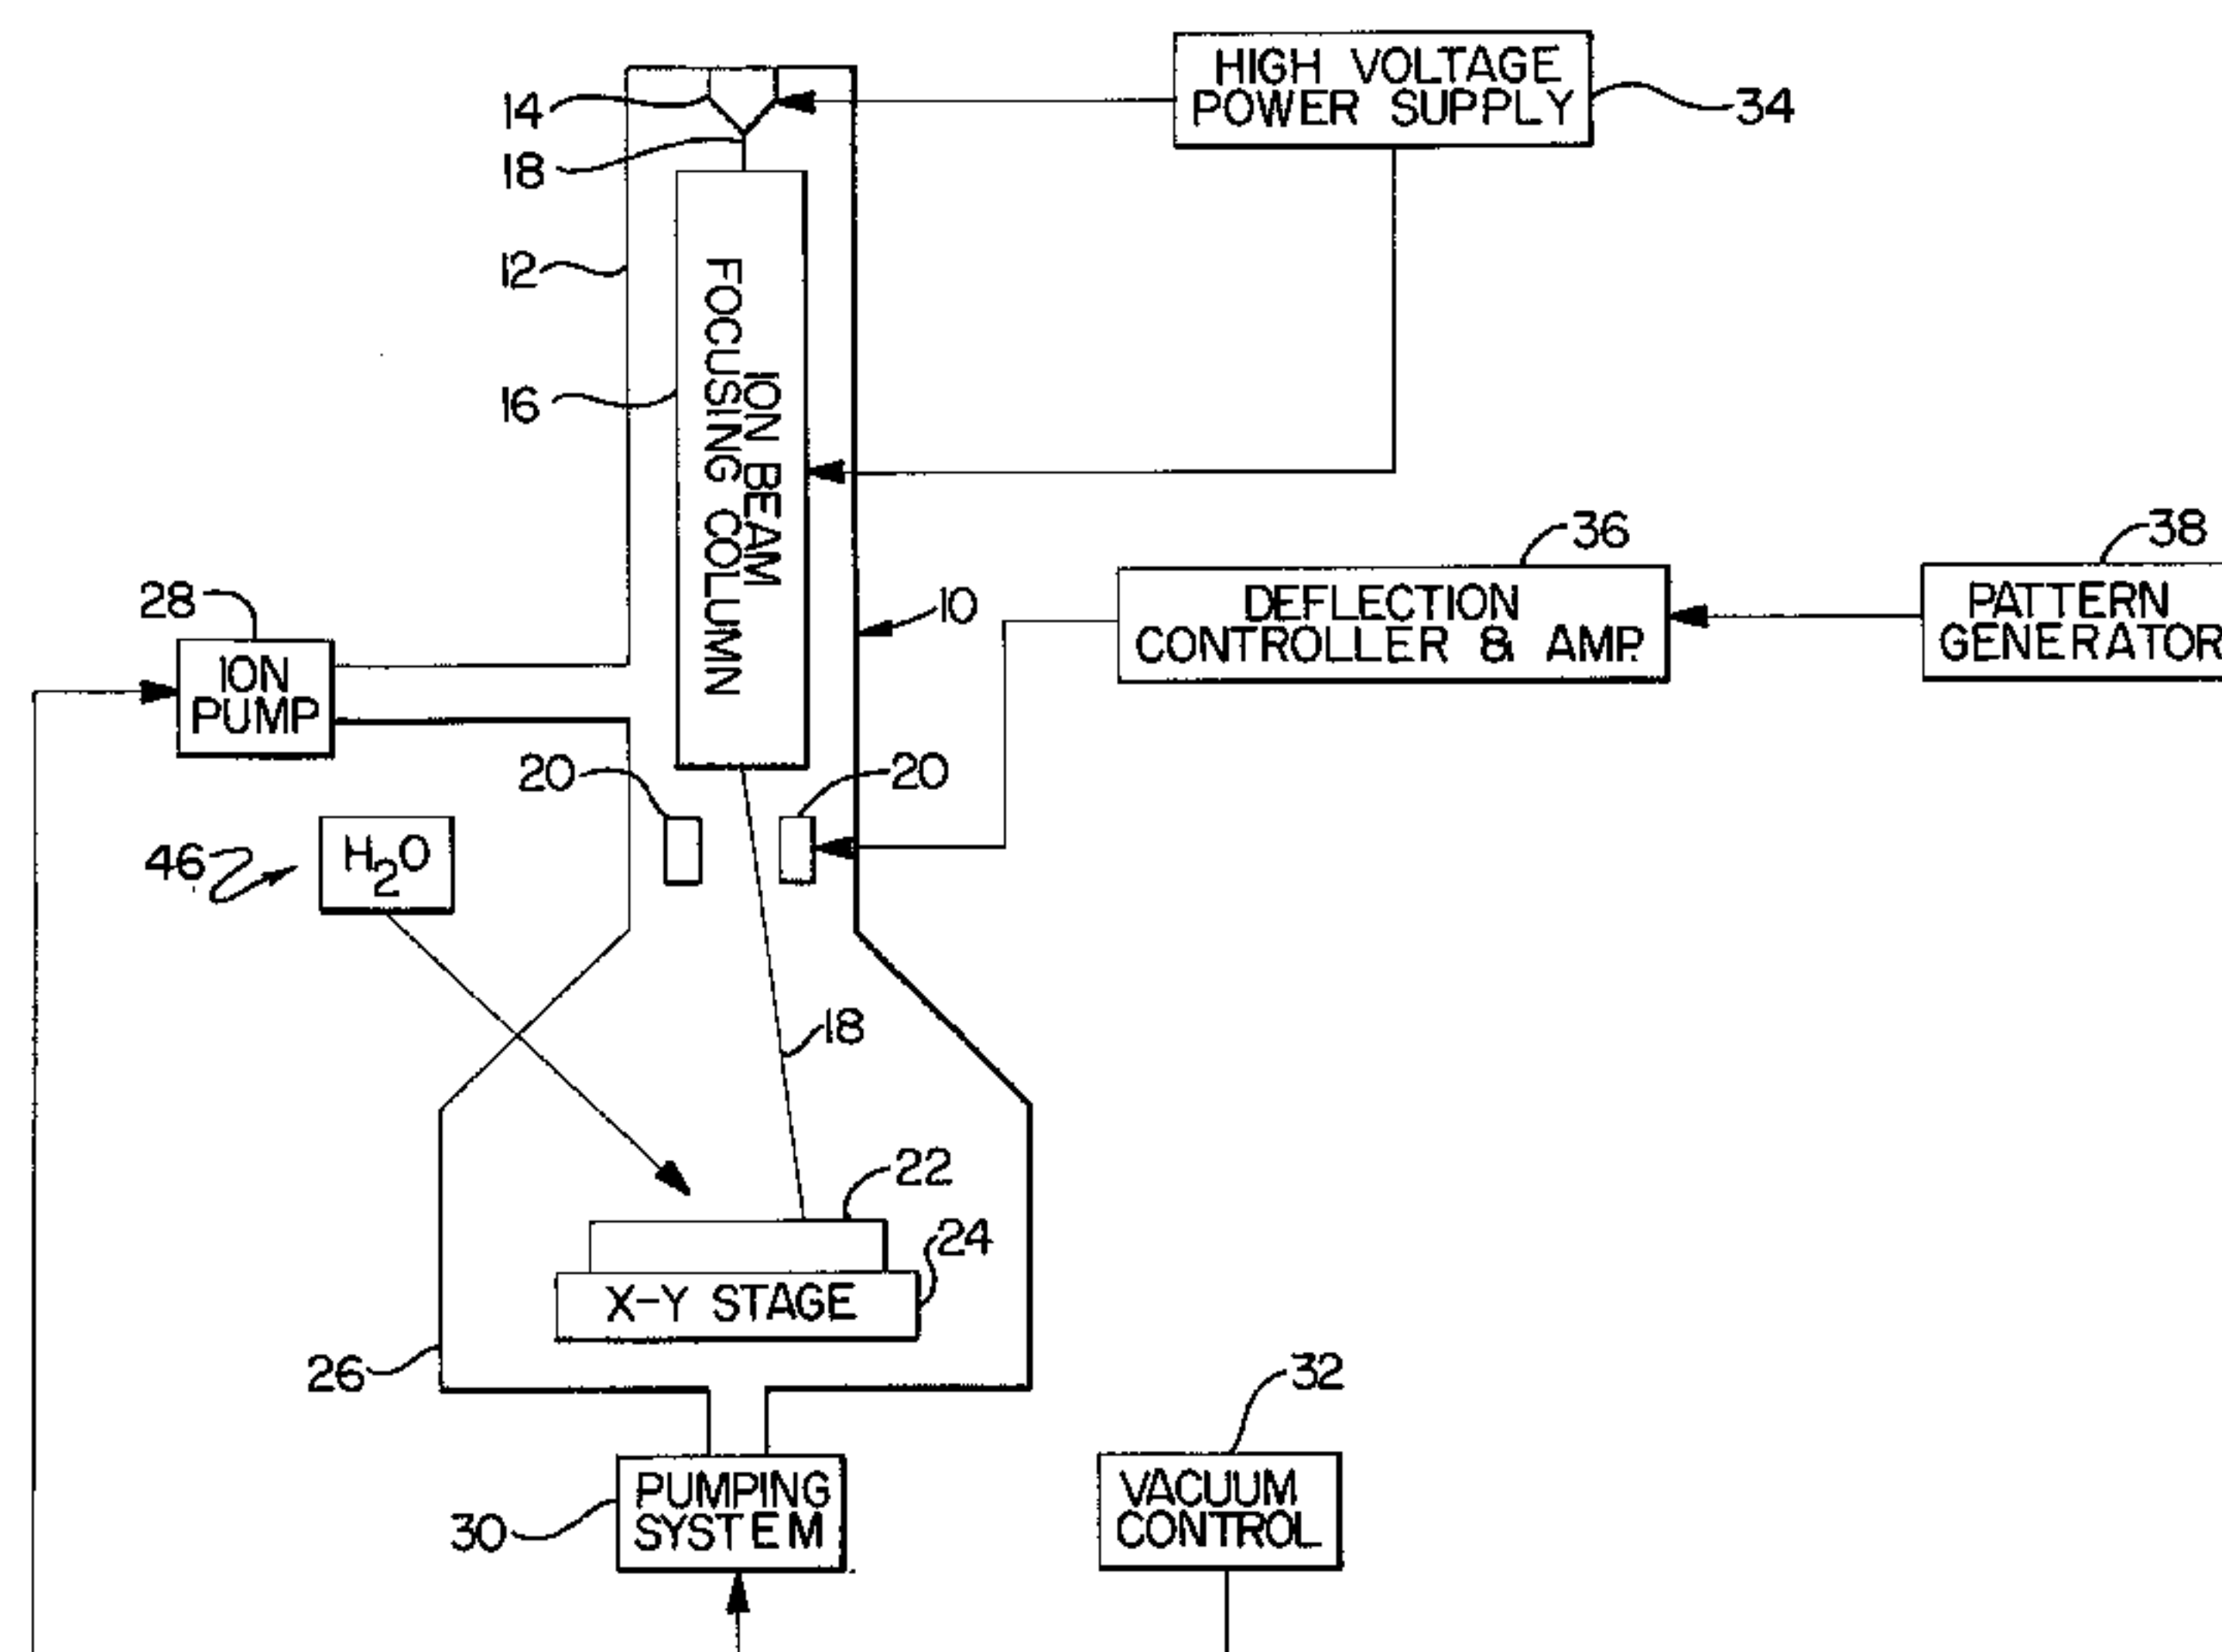 HIGH VOLTAGE
POWER SUPPLY
34
14
18
12
16
ION BEAM
FOCUSING COLUMN
36
38
28
10
DEFLECTION
CONTROLLER & AMP.
PATTERN
GENERATOR
ION
PUMP
20
20
46
H2O
18
22
24
X-Y STAGE
26
32
30
PUMPING
SYSTEM
VACUUM
CONTROL